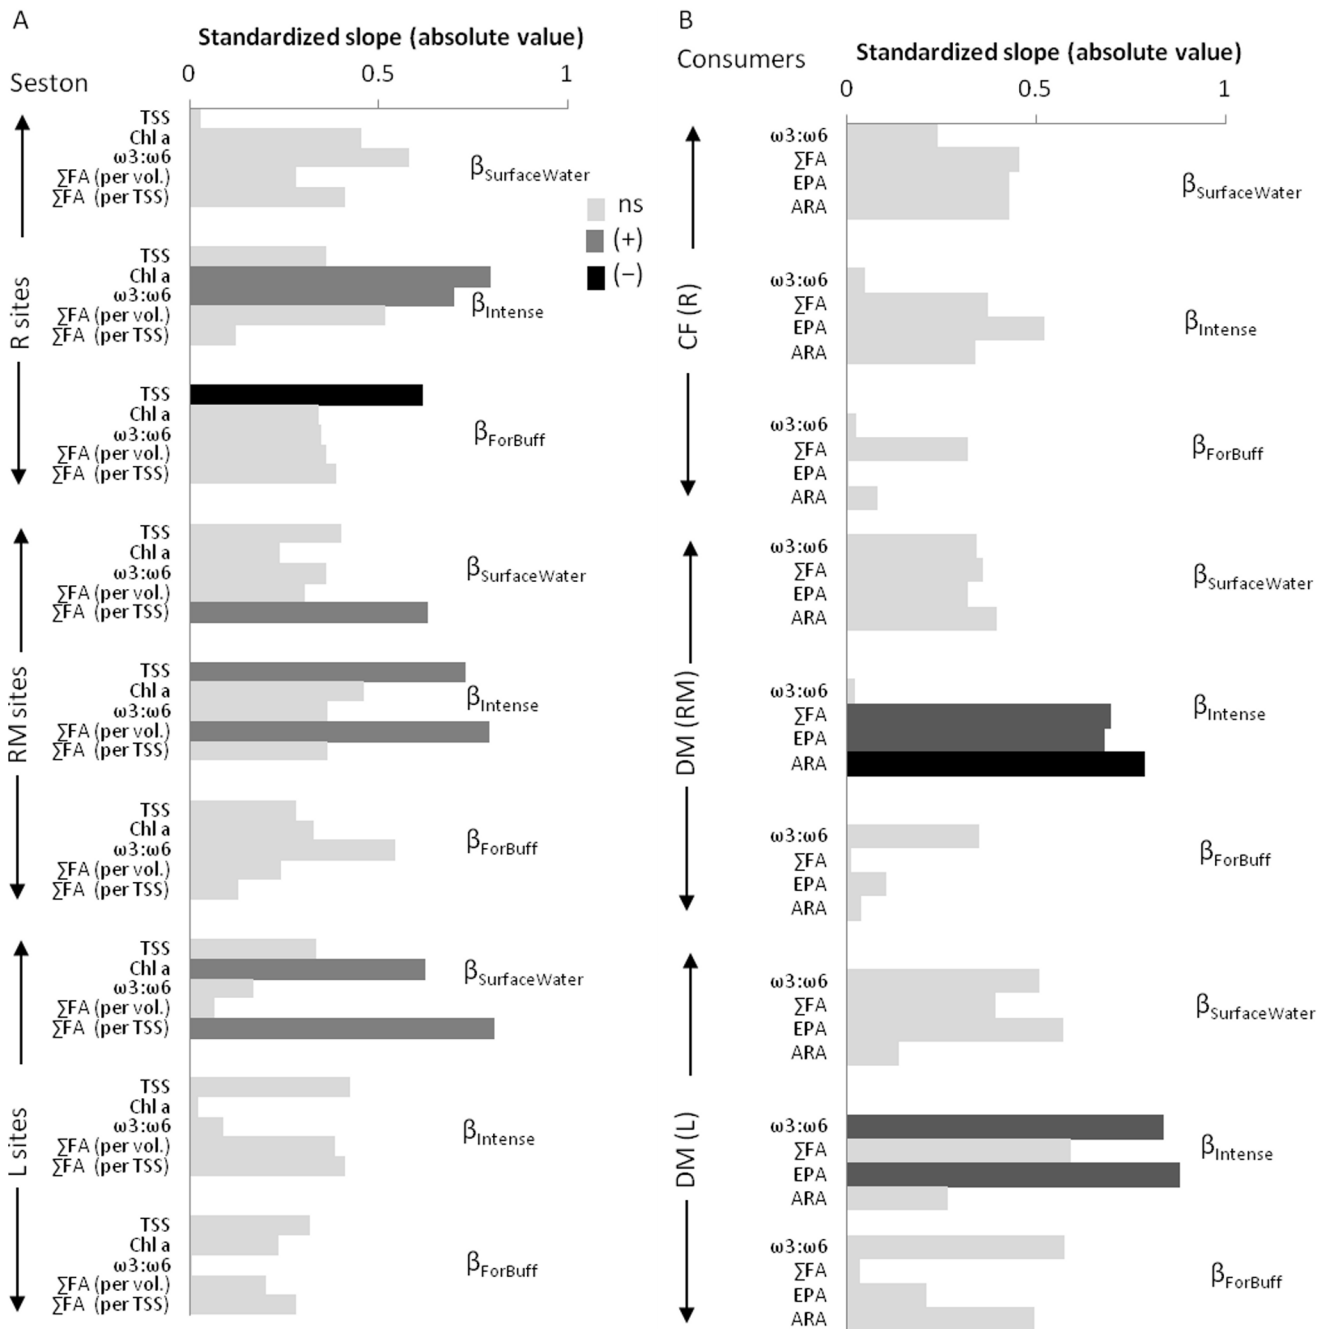 A
Standardized slope (absolute value)
0 0.5 1
Seston
R sites
TSS
Chl a
ω3:ω6
∑FA (per vol.)
∑FA (per TSS)
βSurfaceWater
TSS
Chl a
ω3:ω6
∑FA (per vol.)
∑FA (per TSS)
βIntense
TSS
Chl a
ω3:ω6
∑FA (per vol.)
∑FA (per TSS)
βForBuff
RM sites
TSS
Chl a
ω3:ω6
∑FA (per vol.)
∑FA (per TSS)
βSurfaceWater
TSS
Chl a
ω3:ω6
∑FA (per vol.)
∑FA (per TSS)
βIntense
TSS
Chl a
ω3:ω6
∑FA (per vol.)
∑FA (per TSS)
βForBuff
L sites
TSS
Chl a
ω3:ω6
∑FA (per vol.)
∑FA (per TSS)
βSurfaceWater
TSS
Chl a
ω3:ω6
∑FA (per vol.)
∑FA (per TSS)
βIntense
TSS
Chl a
ω3:ω6
∑FA (per vol.)
∑FA (per TSS)
βForBuff
ns
(+)
(−)
B
Standardized slope (absolute value)
Consumers
0 0.5 1
CF (R)
ω3:ω6
∑FA
EPA
ARA
βSurfaceWater
ω3:ω6
∑FA
EPA
ARA
βIntense
ω3:ω6
∑FA
EPA
ARA
βForBuff
DM (RM)
ω3:ω6
∑FA
EPA
ARA
βSurfaceWater
ω3:ω6
∑FA
EPA
ARA
βIntense
ω3:ω6
∑FA
EPA
ARA
βForBuff
DM (L)
ω3:ω6
∑FA
EPA
ARA
βSurfaceWater
ω3:ω6
∑FA
EPA
ARA
βIntense
ω3:ω6
∑FA
EPA
ARA
βForBuff